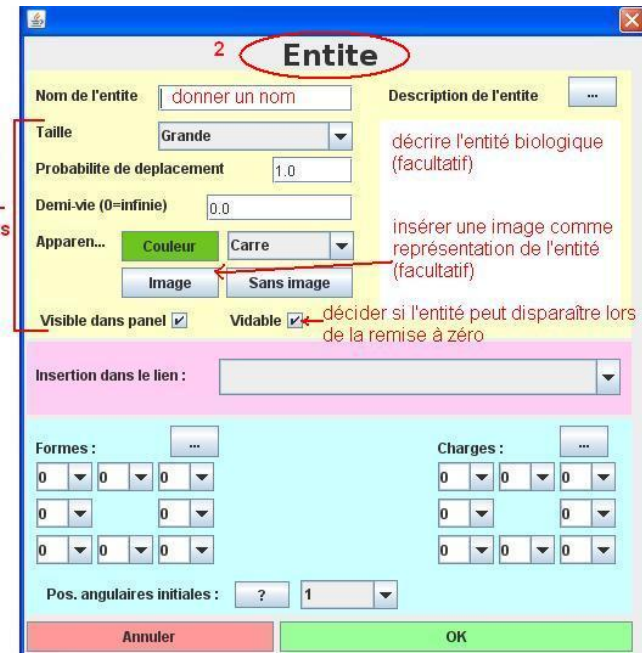 2 Entite
Nom de l'entite donner un nom Description de l'entite ...
Taille Grande
décrire l'entité biologique
(facultatif)
Probabilite de deplacement 1.0
Demi-vie (0=infinie) 0.0
s
Apparen... Couleur Carre
insérer une image comme
représentation de l'entité
(facultatif)
Image Sans image
Visible dans panel Vidable décider si l'entité peut disparaître lors
de la remise à zéro
Insertion dans le lien :
Formes : ... Charges : ...
0 0 0 0 0 0
0 0 0 0
0 0 0 0 0 0
Pos. angulaires initiales : ? 1
Annuler OK